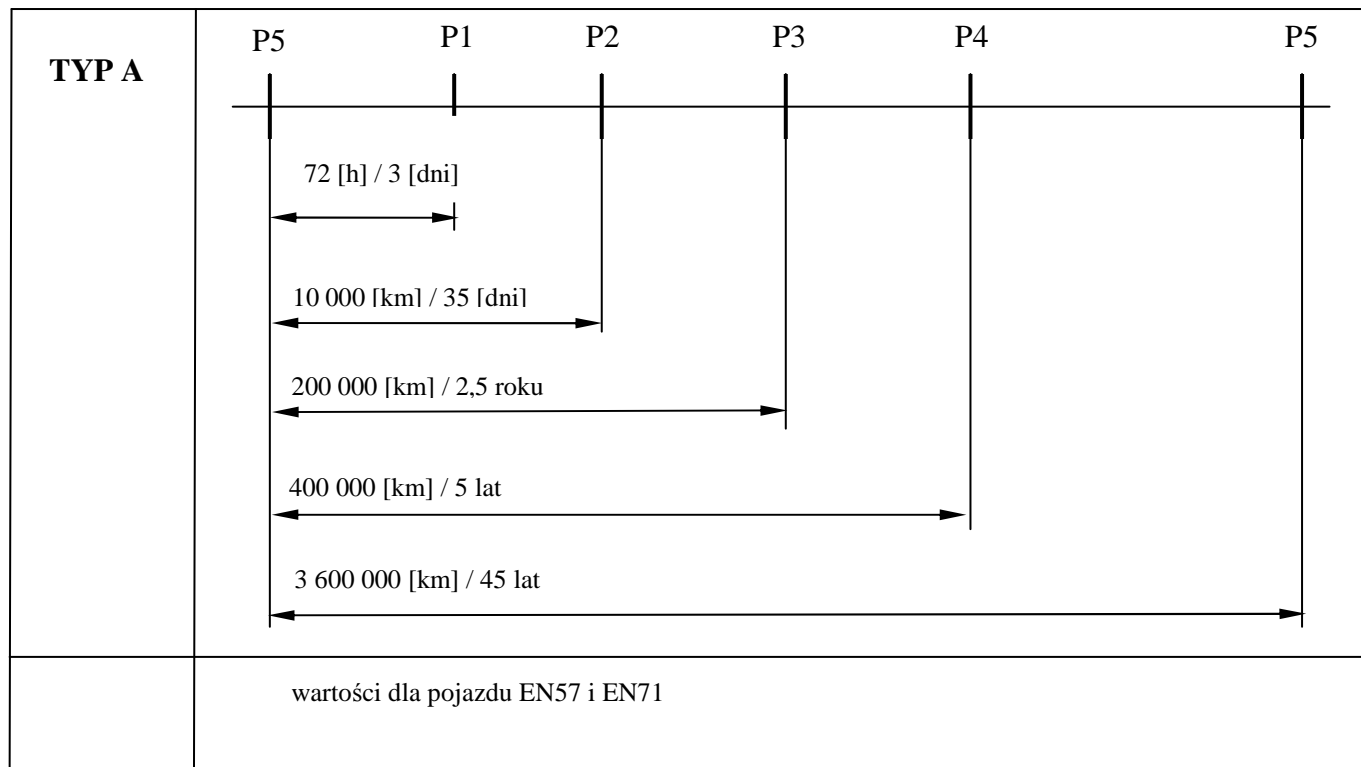 P5 P1 P2 P3 P4 P5
TYP A
72 [h] / 3 [dni]
10 000 [km] / 35 [dni]
200 000 [km] / 2,5 roku
400 000 [km] / 5 lat
3 600 000 [km] / 45 lat
wartości dla pojazdu EN57 i EN71